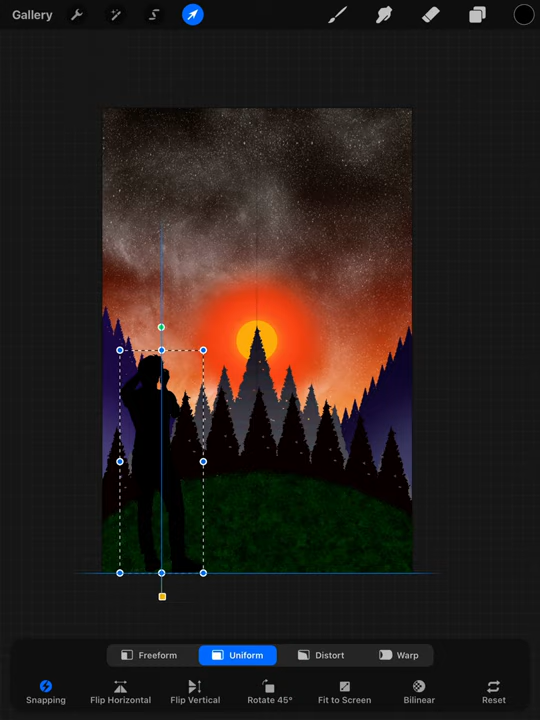 Gallery
Freeform Uniform Distort Warp
Snapping Flip Horizontal Flip Vertical Rotate 45° Fit to Screen Bilinear Reset